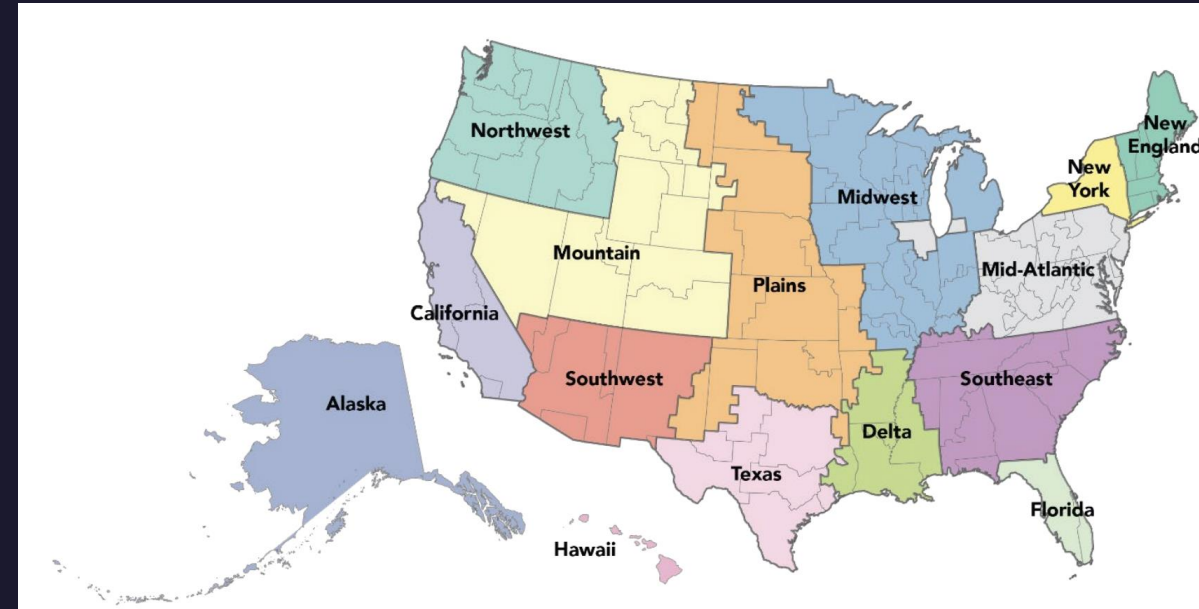 Northwest
New
England
New
York
Midwest
Mountain
Mid-Atlantic
Plains
California
Southwest
Southeast
Alaska
Delta
Texas
Florida
Hawaii